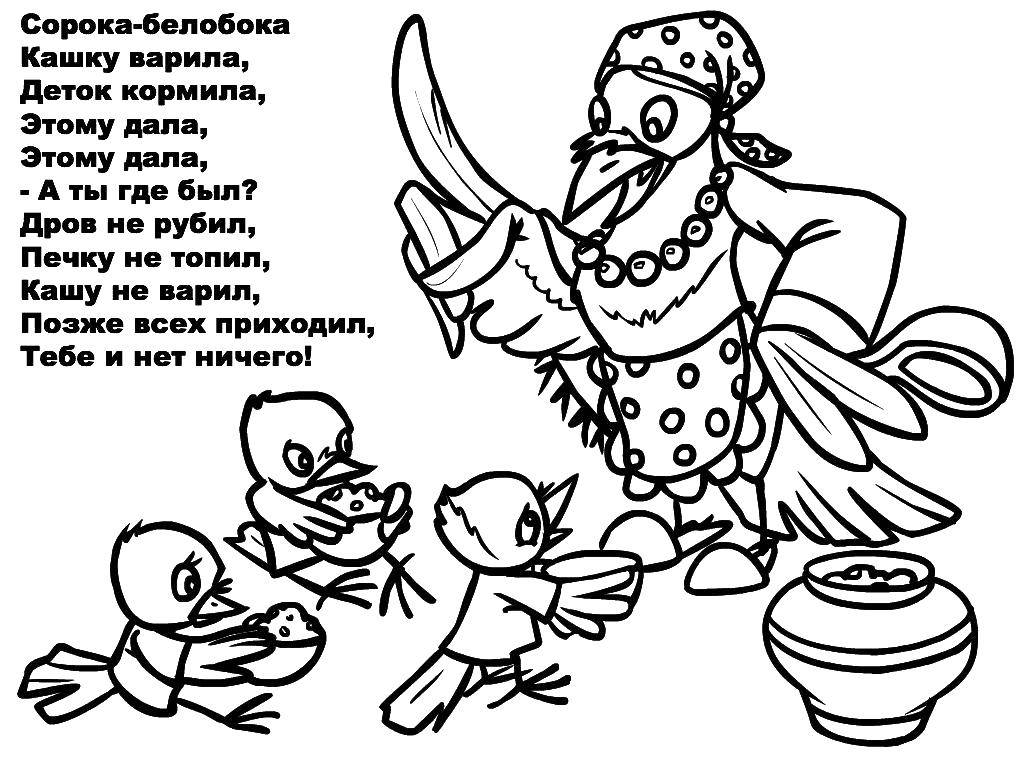 Сорока-белобока
Кашку варила,
Деток кормила,
Этому дала,
Этому дала,
- А ты где был?
Дров не рубил,
Печку не топил,
Кашу не варил,
Позже всех приходил,
Тебе и нет ничего!